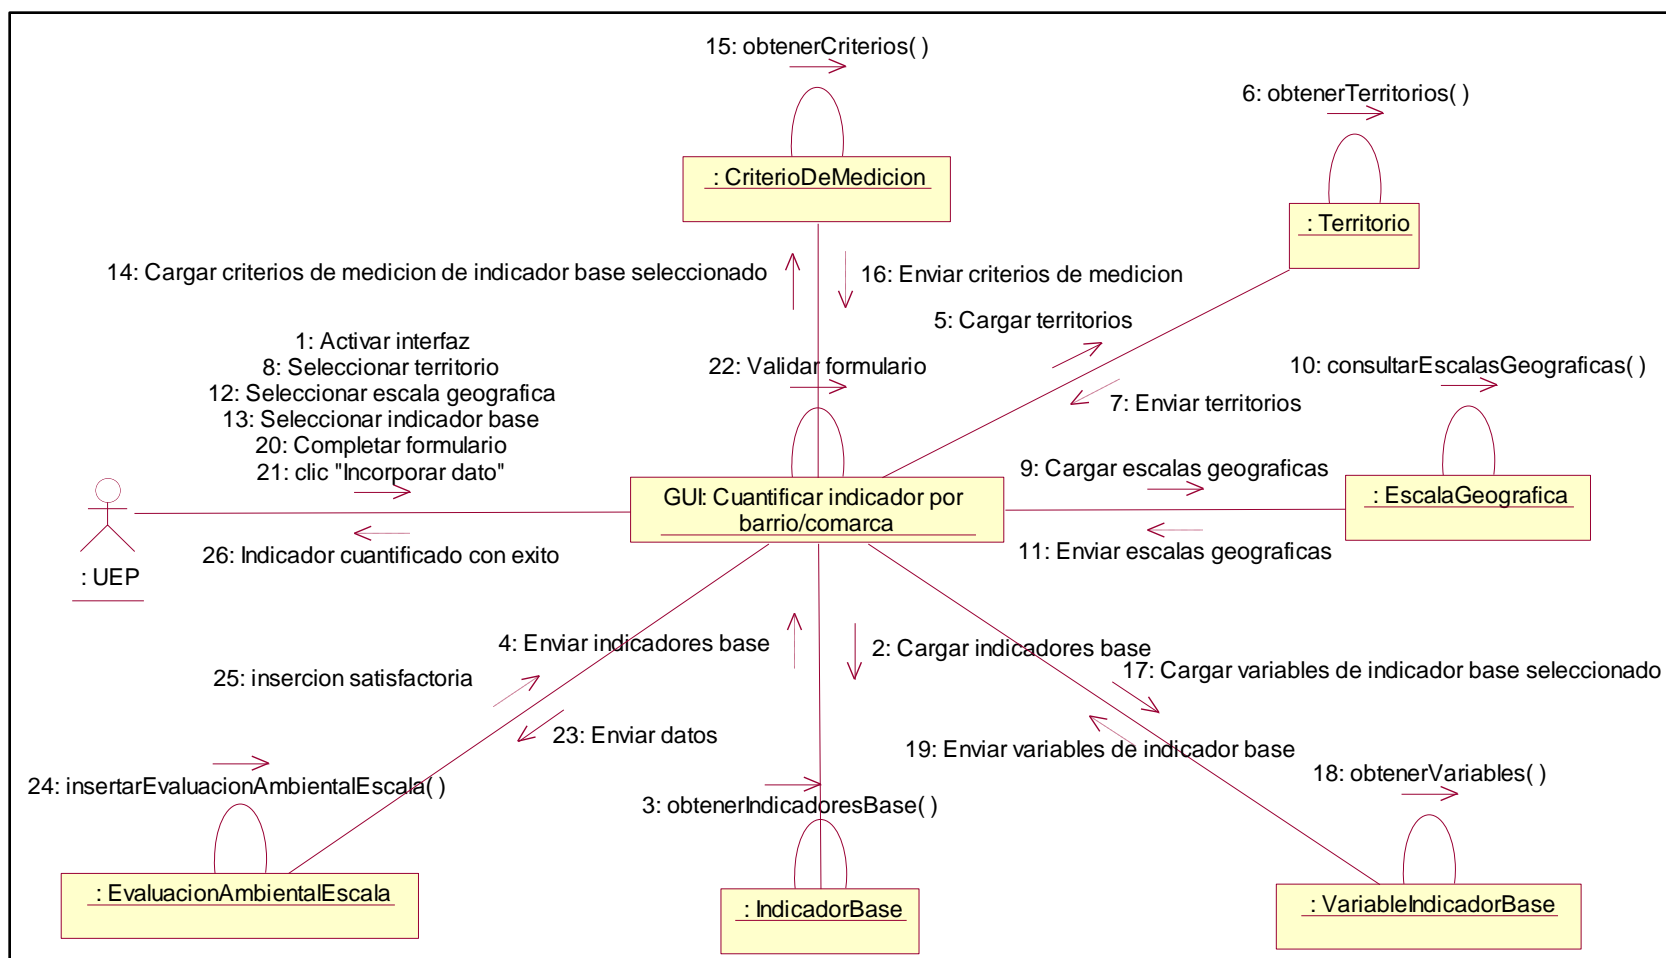 15: obtenerCriterios( )
6: obtenerTerritorios( )
: CriterioDeMedicion
: Territorio
14: Cargar criterios de medicion de indicador base seleccionado
16: Enviar criterios de medicion
5: Cargar territorios
1: Activar interfaz
8: Seleccionar territorio
12: Seleccionar escala geografica
13: Seleccionar indicador base
20: Completar formulario
21: clic "Incorporar dato"
22: Validar formulario
10: consultarEscalasGeograficas( )
7: Enviar territorios
9: Cargar escalas geograficas
GUI: Cuantificar indicador por
barrio/comarca
: EscalaGeografica
26: Indicador cuantificado con exito
11: Enviar escalas geograficas
: UEP
4: Enviar indicadores base
2: Cargar indicadores base
25: insercion satisfactoria
17: Cargar variables de indicador base seleccionado
23: Enviar datos
19: Enviar variables de indicador base
24: insertarEvaluacionAmbientalEscala( )
3: obtenerIndicadoresBase( )
18: obtenerVariables( )
: EvaluacionAmbientalEscala
: IndicadorBase
: VariableIndicadorBase